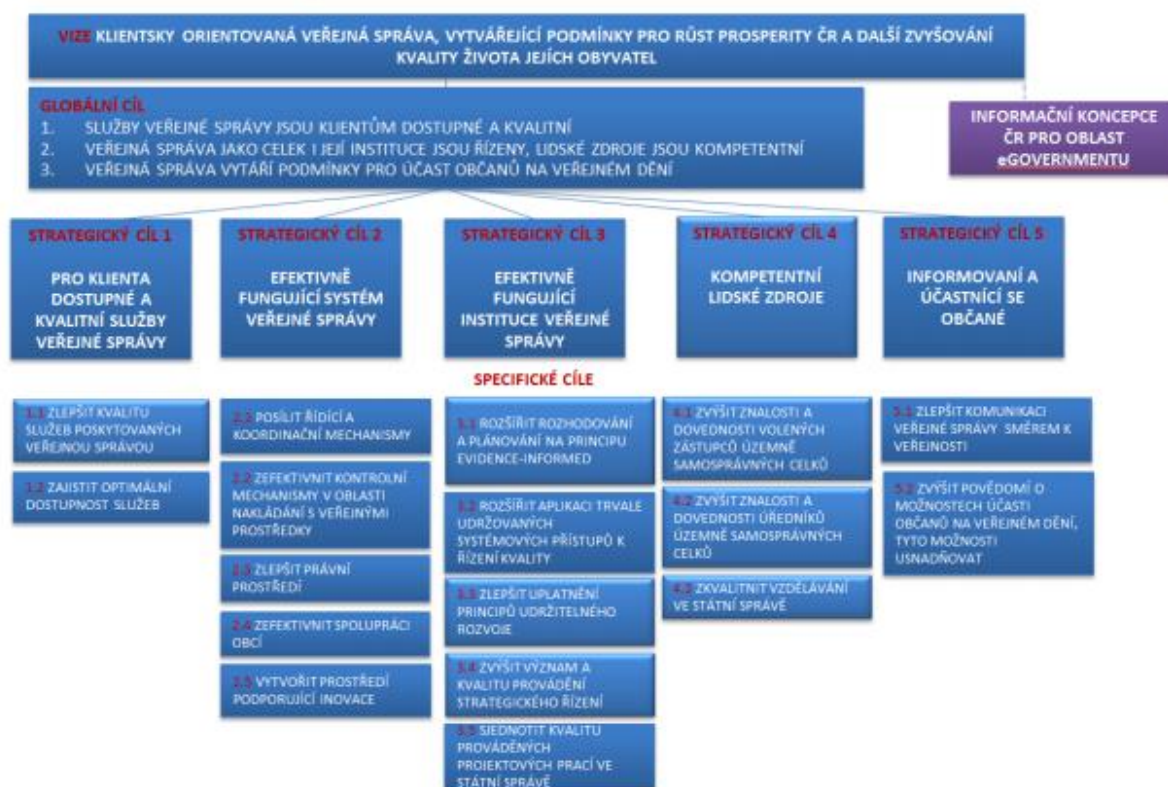 VIZE KLIENTSKY ORIENTOVANÁ VEŘEJNÁ SPRÁVA, VYTVÁŘEJÍCÍ PODMÍNKY PRO RŮST PROSPERITY ČR A DALŠÍ ZVYŠOVÁNÍ
KVALITY ŽIVOTA JEJÍCH OBYVATEL
GLOBÁLNÍ CÍL
1. SLUŽBY VEŘEJNÉ SPRÁVY JSOU KLIENTŮM DOSTUPNÉ A KVALITNÍ
2. VEŘEJNÁ SPRÁVA JAKO CELEK I JEJÍ INSTITUCE JSOU ŘÍZENY, LIDSKÉ ZDROJE JSOU KOMPETENTNÍ
3. VEŘEJNÁ SPRÁVA VYTÁŘÍ PODMÍNKY PRO ÚČAST OBČANŮ NA VEŘEJNÉM DĚNÍ
INFORMAČNÍ KONCEPCE
ČR PRO OBLAST
eGOVERNMENTU
STRATEGICKÝ CÍL 1
PRO KLIENTA
DOSTUPNÉ A
KVALITNÍ SLUŽBY
VEŘEJNÉ SPRÁVY
STRATEGICKÝ CÍL 2
EFEKTIVNĚ
FUNGUJÍCÍ SYSTÉM
VEŘEJNÉ SPRÁVY
STRATEGICKÝ CÍL 3
EFEKTIVNĚ
FUNGUJÍCÍ
INSTITUCE VEŘEJNÉ
SPRÁVY
STRATEGICKÝ CÍL 4
KOMPETENTNÍ
LIDSKÉ ZDROJE
STRATEGICKÝ CÍL 5
INFORMOVANÍ A
ÚČASTNÍCÍ SE
OBČANÉ
SPECIFICKÉ CÍLE
1.1 ZLEPŠIT KVALITU
SLUŽEB POSKYTOVANÝCH
VEŘEJNOU SPRÁVOU
1.2 ZAJISTIT OPTIMÁLNÍ
DOSTUPNOST SLUŽEB
2.1 POSÍLIT ŘÍDÍCÍ A
KOORDINAČNÍ MECHANISMY
2.2 ZEFEKTIVNIT KONTROLNÍ
MECHANISMY V OBLASTI
NAKLÁDÁNÍ S VEŘEJNÝMI
PROSTŘEDKY
2.3 ZLEPŠIT PRÁVNÍ
PROSTŘEDÍ
2.4 ZEFEKTIVNIT SPOLUPRÁCI
OBCÍ
2.5 VYTVOŘIT PROSTŘEDÍ
PODPORUJÍCÍ INOVACE
3.1 ROZŠÍŘIT ROZHODOVÁNÍ
A PLÁNOVÁNÍ NA PRINCIPU
EVIDENCE-INFORMED
3.2 ROZŠÍŘIT APLIKACI TRVALE
UDRŽOVANÝCH
SYSTÉMOVÝCH PŘÍSTUPŮ K
ŘÍZENÍ KVALITY
3.3 ZLEPŠIT UPLATNĚNÍ
PRINCIPŮ UDRŽITELNÉHO
ROZVOJE
3.4 ZVÝŠIT VÝZNAM A
KVALITU PROVÁDĚNÍ
STRATEGICKÉHO ŘÍZENÍ
3.5 SJEDNOTIT KVALITU
PROVÁDĚNÝCH
PROJEKTOVÝCH PRACÍ VE
STÁTNÍ SPRÁVĚ
4.1 ZVÝŠIT ZNALOSTI A
DOVEDNOSTI VOLENÝCH
ZÁSTUPCŮ ÚZEMNĚ
SAMOSPRÁVNÝCH CELKŮ
4.2 ZVÝŠIT ZNALOSTI A
DOVEDNOSTI ÚŘEDNÍKŮ
ÚZEMNĚ SAMOSPRÁVNÝCH
CELKŮ
4.3 ZKVALITNIT VZDĚLÁVÁNÍ
VE STÁTNÍ SPRÁVĚ
5.1 ZLEPŠIT KOMUNIKACI
VEŘEJNÉ SPRÁVY SMĚREM K
VEŘEJNOSTI
5.2 ZVÝŠIT POVĚDOMÍ O
MOŽNOSTECH ÚČASTI
OBČANŮ NA VEŘEJNÉM DĚNÍ,
TYTO MOŽNOSTI
USNADŇOVAT